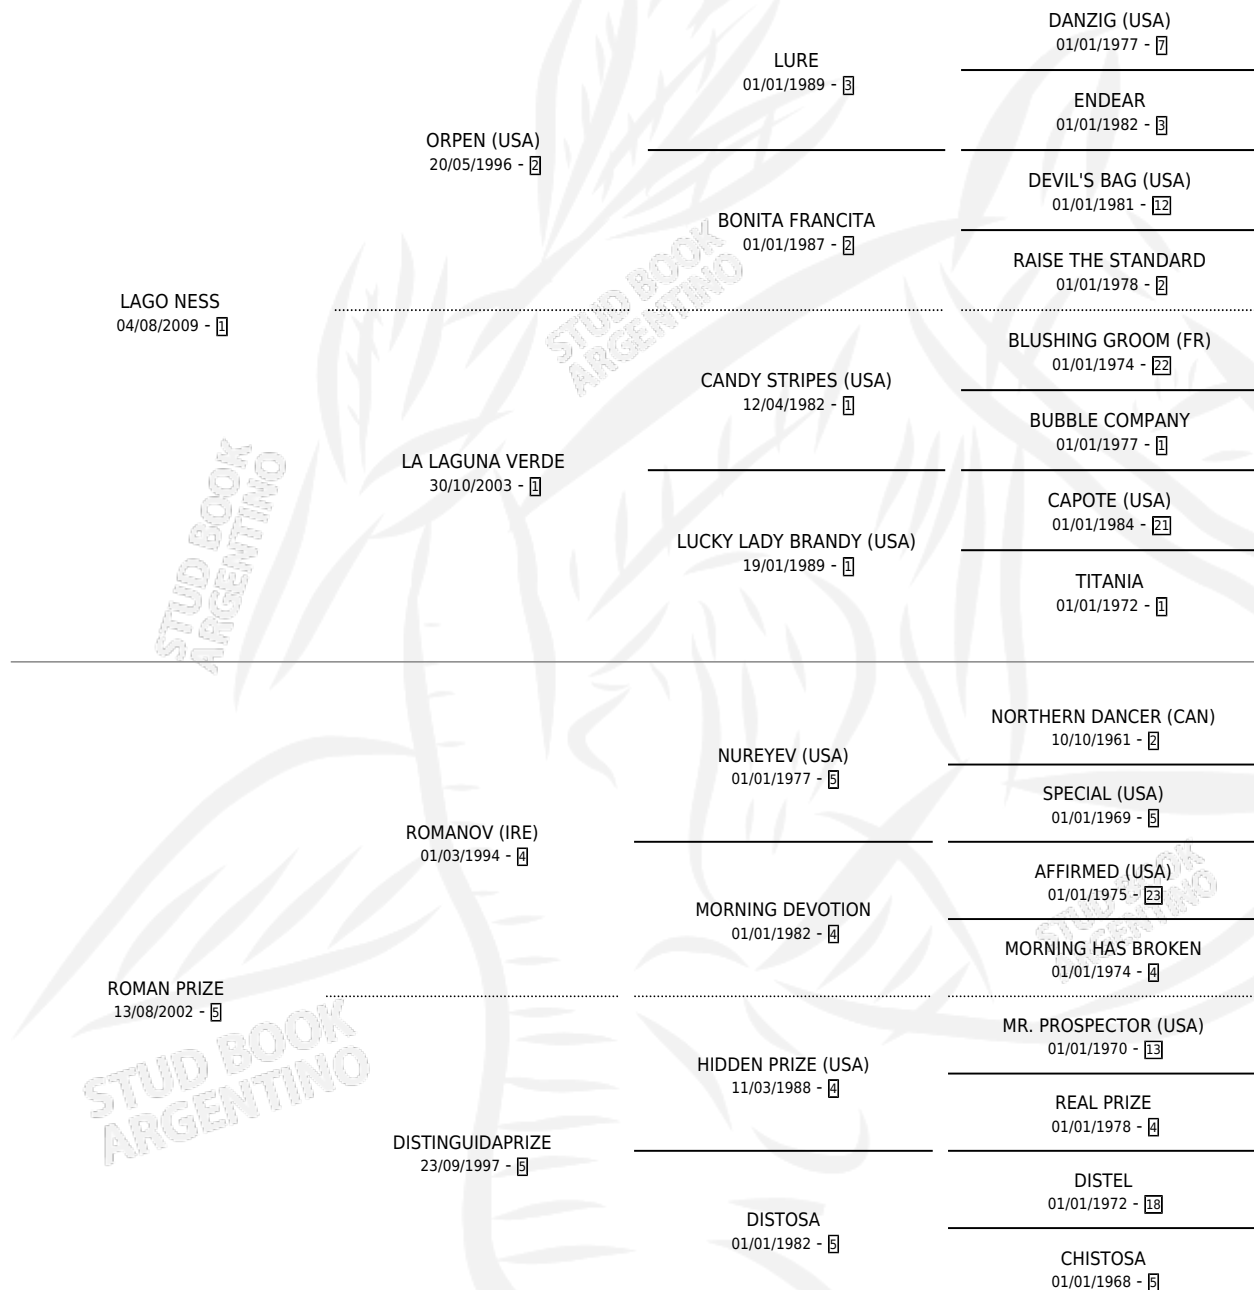 DANZIG (USA)
01/01/1977 - 7
LURE
01/01/1989 - 3
ENDEAR
01/01/1982 - 3
ORPEN (USA)
20/05/1996 - 2
DEVIL'S BAG (USA)
01/01/1981 - 12
BONITA FRANCITA
01/01/1987 - 2
RAISE THE STANDARD
01/01/1978 - 2
LAGO NESS
04/08/2009 - 1
BLUSHING GROOM (FR)
01/01/1974 - 22
CANDY STRIPES (USA)
12/04/1982 - 1
BUBBLE COMPANY
01/01/1977 - 1
LA LAGUNA VERDE
30/10/2003 - 1
CAPOTE (USA)
01/01/1984 - 21
LUCKY LADY BRANDY (USA)
19/01/1989 - 1
TITANIA
01/01/1972 - 1
NORTHERN DANCER (CAN)
10/10/1961 - 2
NUREYEV (USA)
01/01/1977 - 5
SPECIAL (USA)
01/01/1969 - 5
ROMANOV (IRE)
01/03/1994 - 4
AFFIRMED (USA)
01/01/1975 - 23
MORNING DEVOTION
01/01/1982 - 4
MORNING HAS BROKEN
01/01/1974 - 4
ROMAN PRIZE
13/08/2002 - 5
MR. PROSPECTOR (USA)
01/01/1970 - 13
HIDDEN PRIZE (USA)
11/03/1988 - 4
REAL PRIZE
01/01/1978 - 4
DISTINGUIDAPRIZE
23/09/1997 - 5
DISTEL
01/01/1972 - 18
DISTOSA
01/01/1982 - 5
CHISTOSA
01/01/1968 - 5
STUD BOOK
ARGENTINO
STUD BOOK
ARGENTINO
STUD BOOK
ARGENTINO
STUD BOOK
ARGENTINO